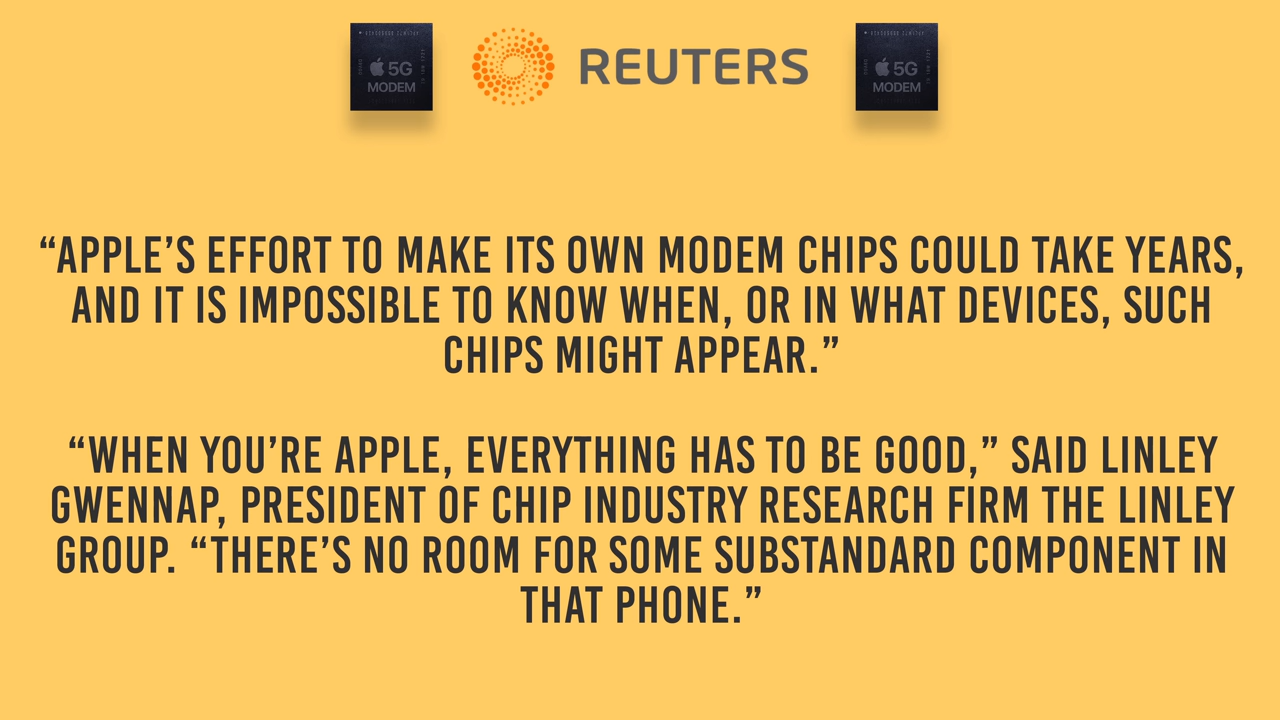 5G
MODEM
REUTERS
5G
MODEM
“APPLE’S EFFORT TO MAKE ITS OWN MODEM CHIPS COULD TAKE YEARS,
AND IT IS IMPOSSIBLE TO KNOW WHEN, OR IN WHAT DEVICES, SUCH
CHIPS MIGHT APPEAR.”
“WHEN YOU’RE APPLE, EVERYTHING HAS TO BE GOOD,” SAID LINLEY
GWENNAP, PRESIDENT OF CHIP INDUSTRY RESEARCH FIRM THE LINLEY
GROUP. “THERE’S NO ROOM FOR SOME SUBSTANDARD COMPONENT IN
THAT PHONE.”